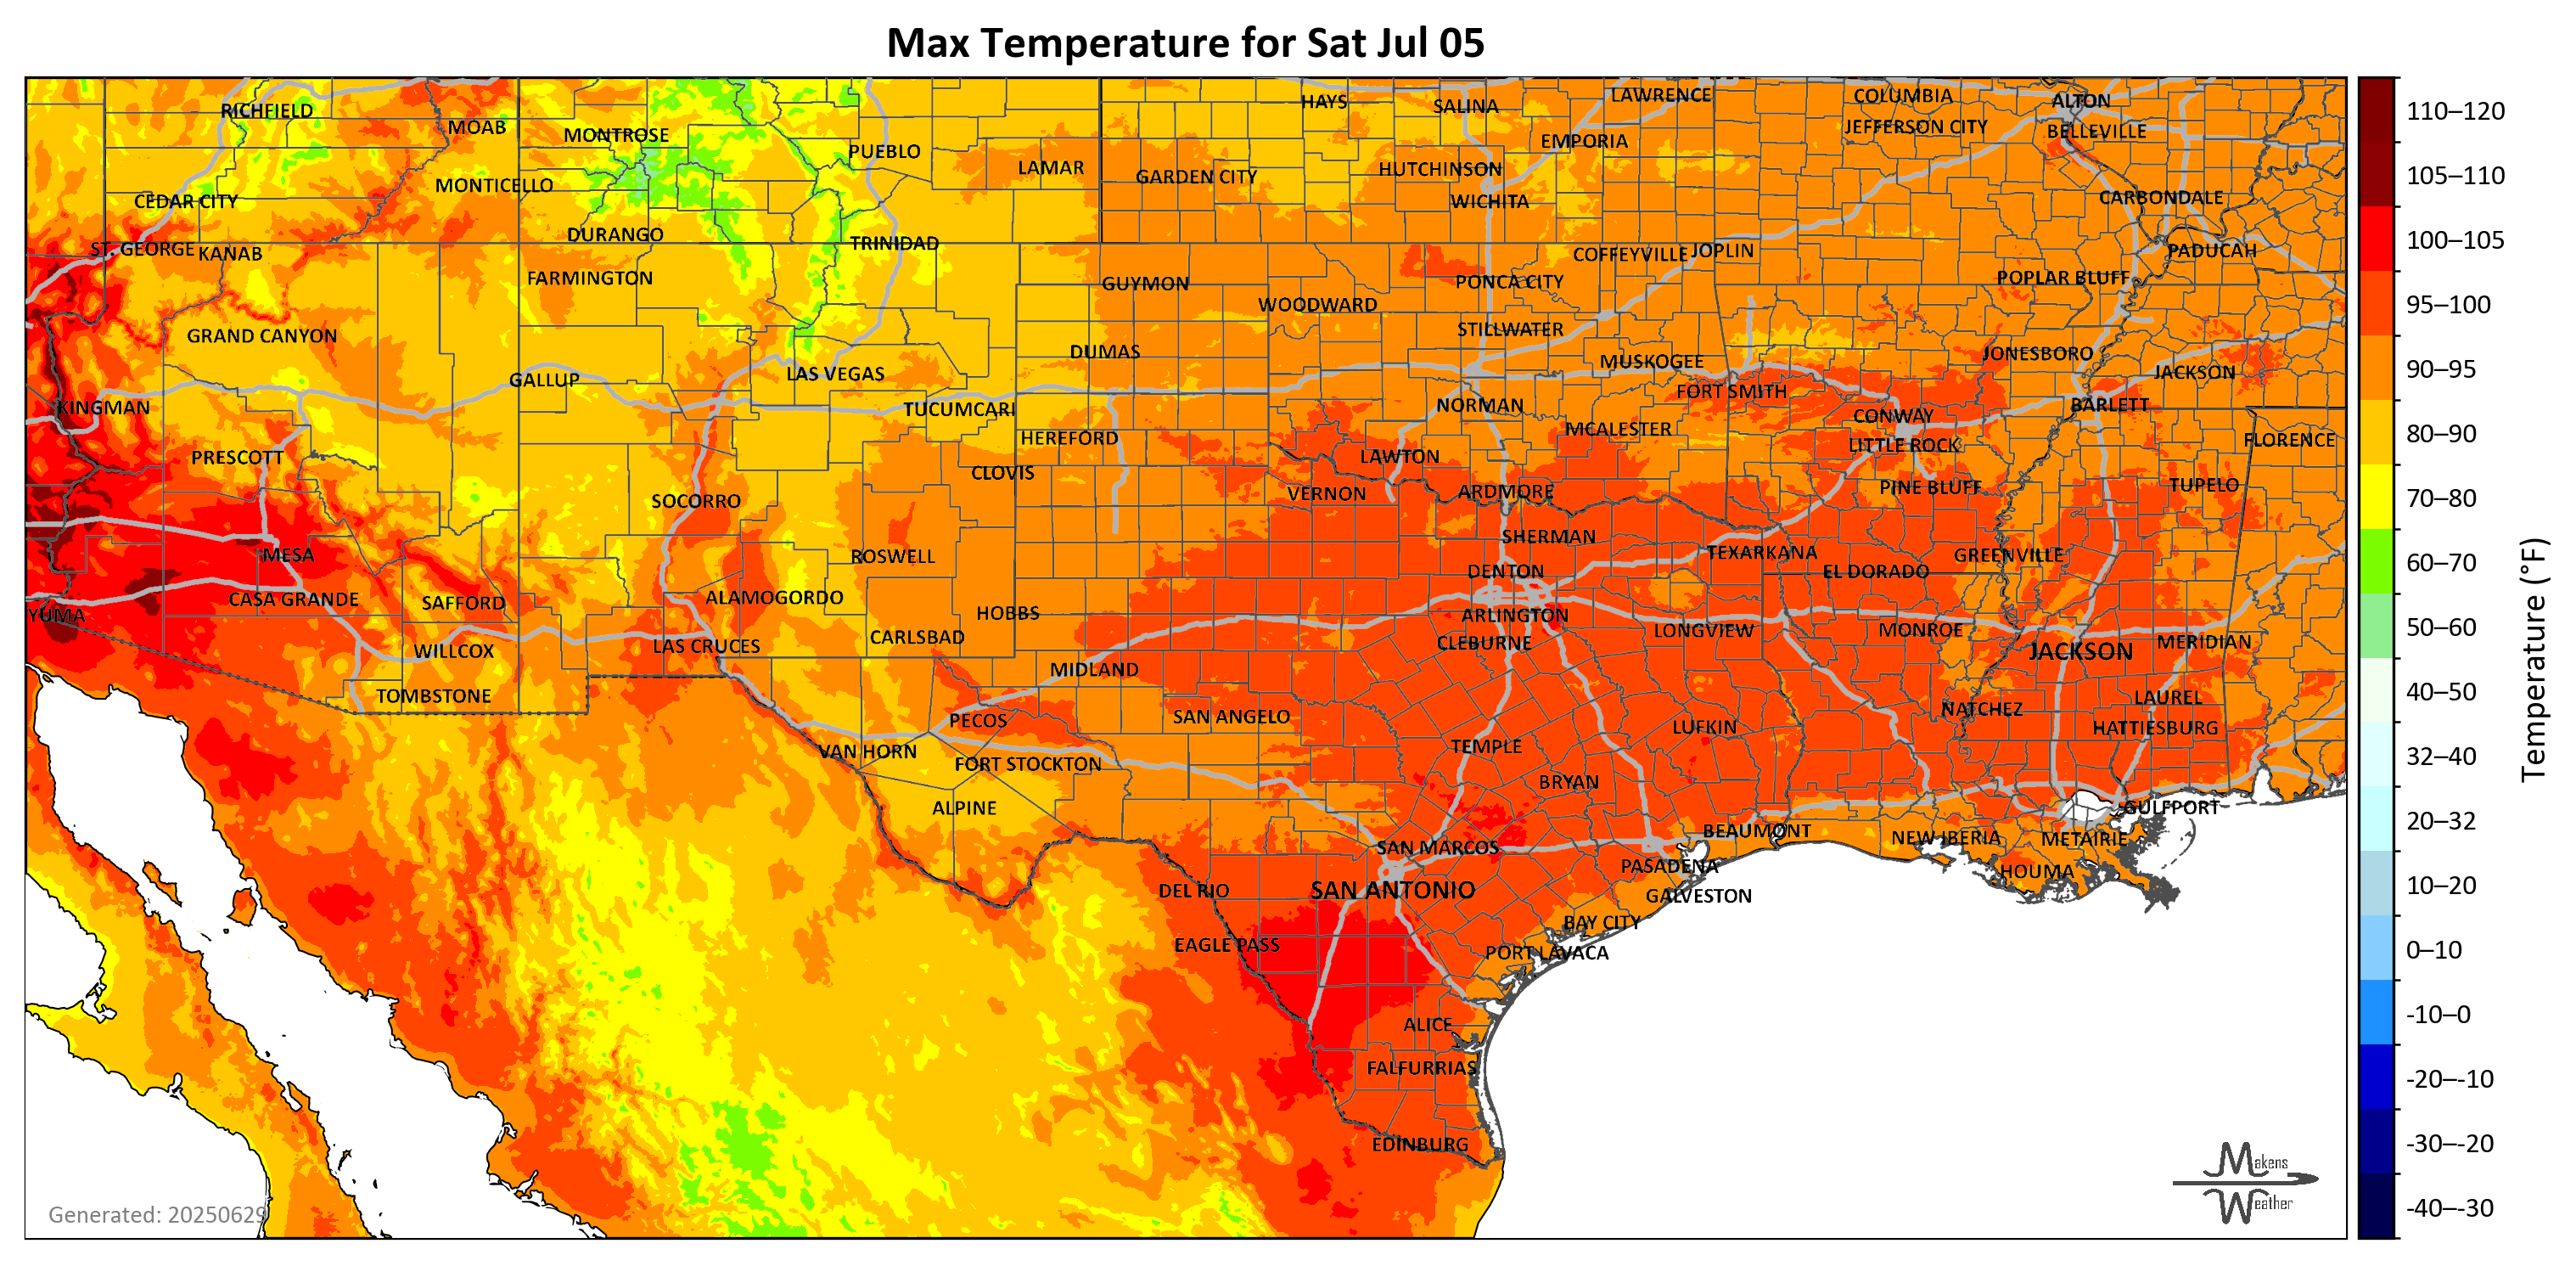 Max Temperature for Sat Jul 05
RICHFIELD
MOAB
MONTROSE
PUEBLO
LAMAR
HAYS
SALINA
LAWRENCE
COLUMBIA
ALTON
EMPORIA
JEFFERSON CITY
BELLEVILLE
GARDEN CITY
HUTCHINSON
MONTICELLO
CEDAR CITY
WICHITA
CARBONDALE
DURANGO
TRINIDAD
ST. GEORGE
KANAB
COFFEYVILLE
JOPLIN
PADUCAH
FARMINGTON
GUYMON
PONCA CITY
POPLAR BLUFF
WOODWARD
GRAND CANYON
STILLWATER
DUMAS
MUSKOGEE
JONESBORO
GALLUP
LAS VEGAS
JACKSON
FORT SMITH
KINGMAN
TUCUMCARI
NORMAN
CONWAY
BARLETT
HEREFORD
MCALESTER
LITTLE ROCK
FLORENCE
PRESCOTT
CLOVIS
LAWTON
SOCORRO
VERNON
ARDMORE
PINE BLUFF
TUPELO
MESA
ROSWELL
SHERMAN
TEXARKANA
GREENVILLE
DENTON
EL DORADO
CASA GRANDE
SAFFORD
ALAMOGORDO
HOBBS
ARLINGTON
YUMA
WILLCOX
LAS CRUCES
CARLSBAD
CLEBURNE
LONGVIEW
MONROE
JACKSON
MERIDIAN
MIDLAND
TOMBSTONE
PECOS
SAN ANGELO
LUFKIN
NATCHEZ
LAUREL
HATTIESBURG
VAN HORN
FORT STOCKTON
TEMPLE
BRYAN
ALPINE
GULFPORT
SAN MARCOS
BEAUMONT
NEW IBERIA
METAIRIE
DEL RIO
SAN ANTONIO
PASADENA
HOUMA
GALVESTON
EAGLE PASS
BAY CITY
PORT LAVACA
ALICE
FALFURRIAS
EDINBURG
Generated: 20250629
Makens
Weather
110–120
105–110
100–105
95–100
90–95
80–90
70–80
60–70
50–60
40–50
32–40
20–32
10–20
0–10
-10–0
-20–-10
-30–-20
-40–-30
Temperature (°F)